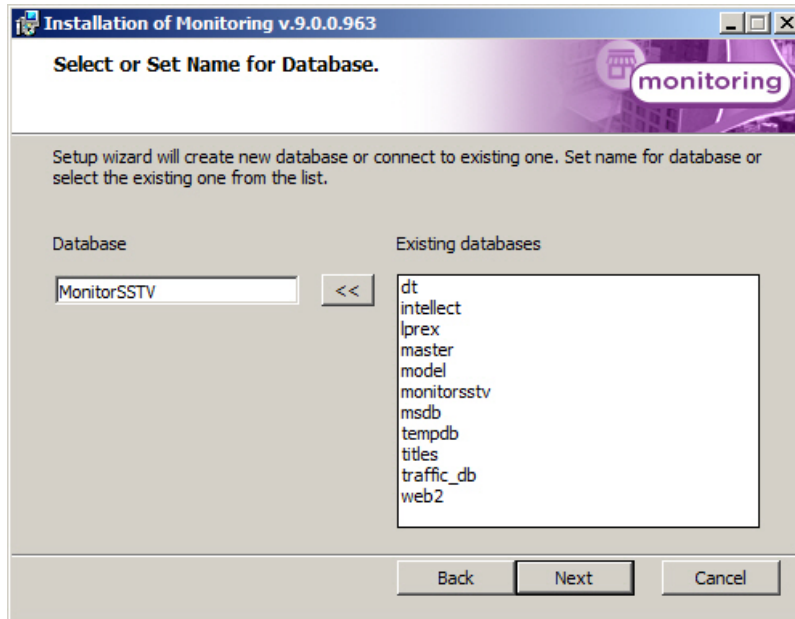 Installation of Monitoring v.9.0.0.963
Select or Set Name for Database.
monitoring
Setup wizard will create new database or connect to existing one. Set name for database or
select the existing one from the list.
Database
MonitorSSTV
<<
Existing databases
dt
intellect
lprex
master
model
monitorsstv
msdb
tempdb
titles
traffic_db
web2
Back
Next
Cancel